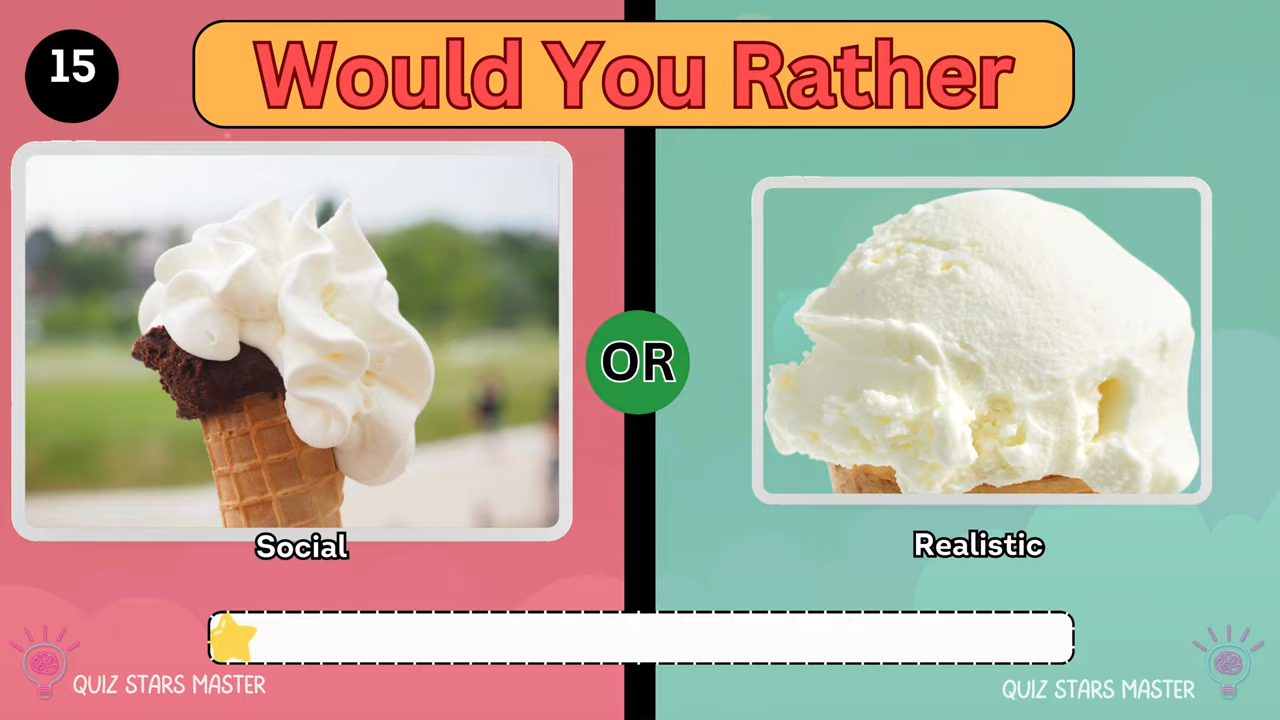 15
Would You Rather
OR
Social
Realistic
QUIZ STARS MASTER
QUIZ STARS MASTER